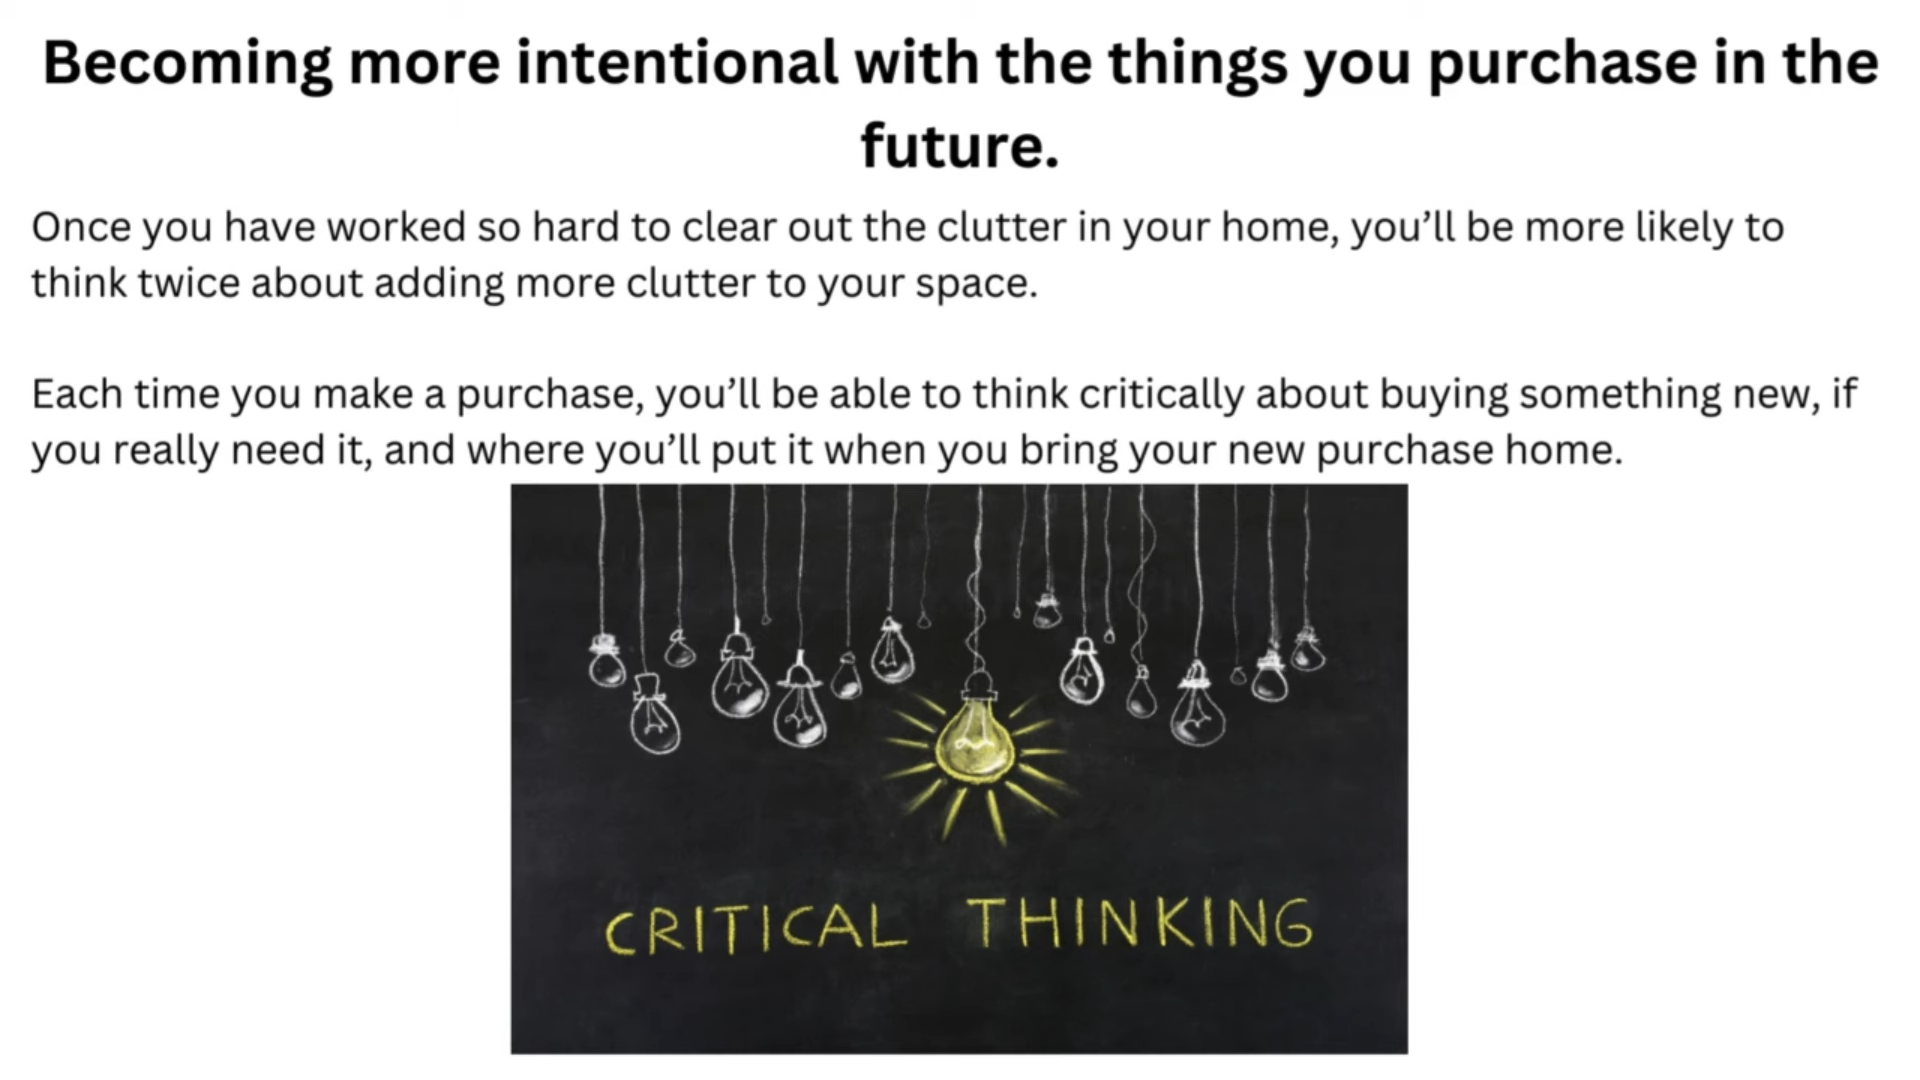 Becoming more intentional with the things you purchase in the
future.
Once you have worked so hard to clear out the clutter in your home, you’ll be more likely to
think twice about adding more clutter to your space.
Each time you make a purchase, you’ll be able to think critically about buying something new, if
you really need it, and where you’ll put it when you bring your new purchase home.
CRITICAL THINKING